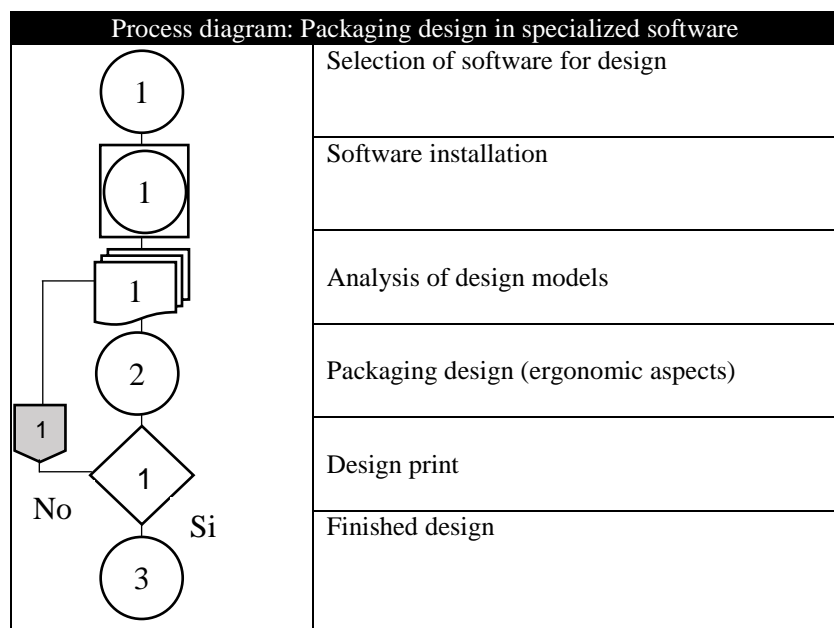 Process diagram: Packaging design in specialized software
1
Selection of software for design
1
Software installation
1
Analysis of design models
2
Packaging design (ergonomic aspects)
1
1
Design print
No
Si
3
Finished design